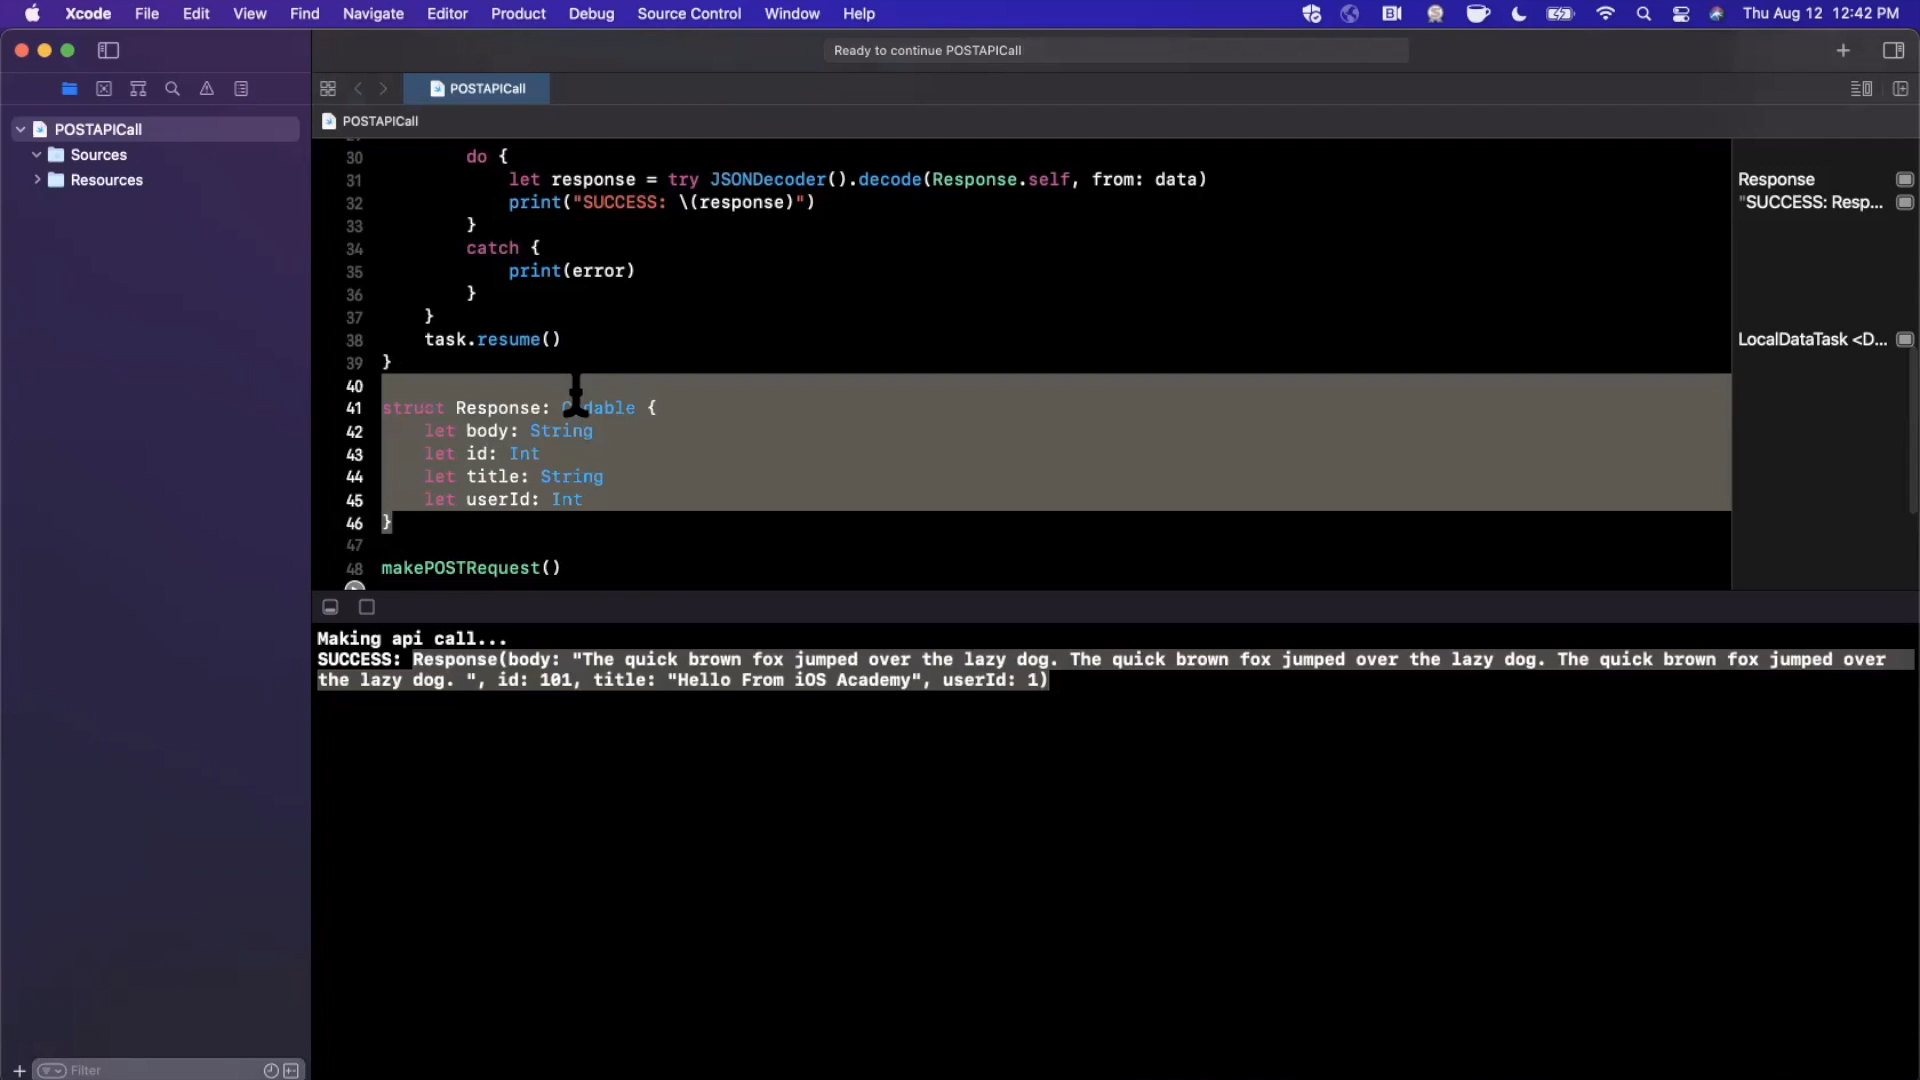 Xcode File Edit View Find Navigate Editor Product Debug Source Control Window Help Thu Aug 12 12:42 PM
Ready to continue POSTAPICall
POSTAPICall
POSTAPICall
POSTAPICall
Sources
Resources
30 do {
31 let response = try JSONDecoder().decode(Response.self, from: data)
32 print("SUCCESS: \(response)")
33 }
34 catch {
35 print(error)
36 }
37 }
38 task.resume()
39 }
40
41 struct Response: Codable {
42 let body: String
43 let id: Int
44 let title: String
45 let userId: Int
46 }
47
48 makePOSTRequest()
Response
"SUCCESS: Resp...
LocalDataTask <D...
Making api call...
SUCCESS: Response(body: "The quick brown fox jumped over the lazy dog. The quick brown fox jumped over the lazy dog. The quick brown fox jumped over
the lazy dog. ", id: 101, title: "Hello From iOS Academy", userId: 1)
Filter